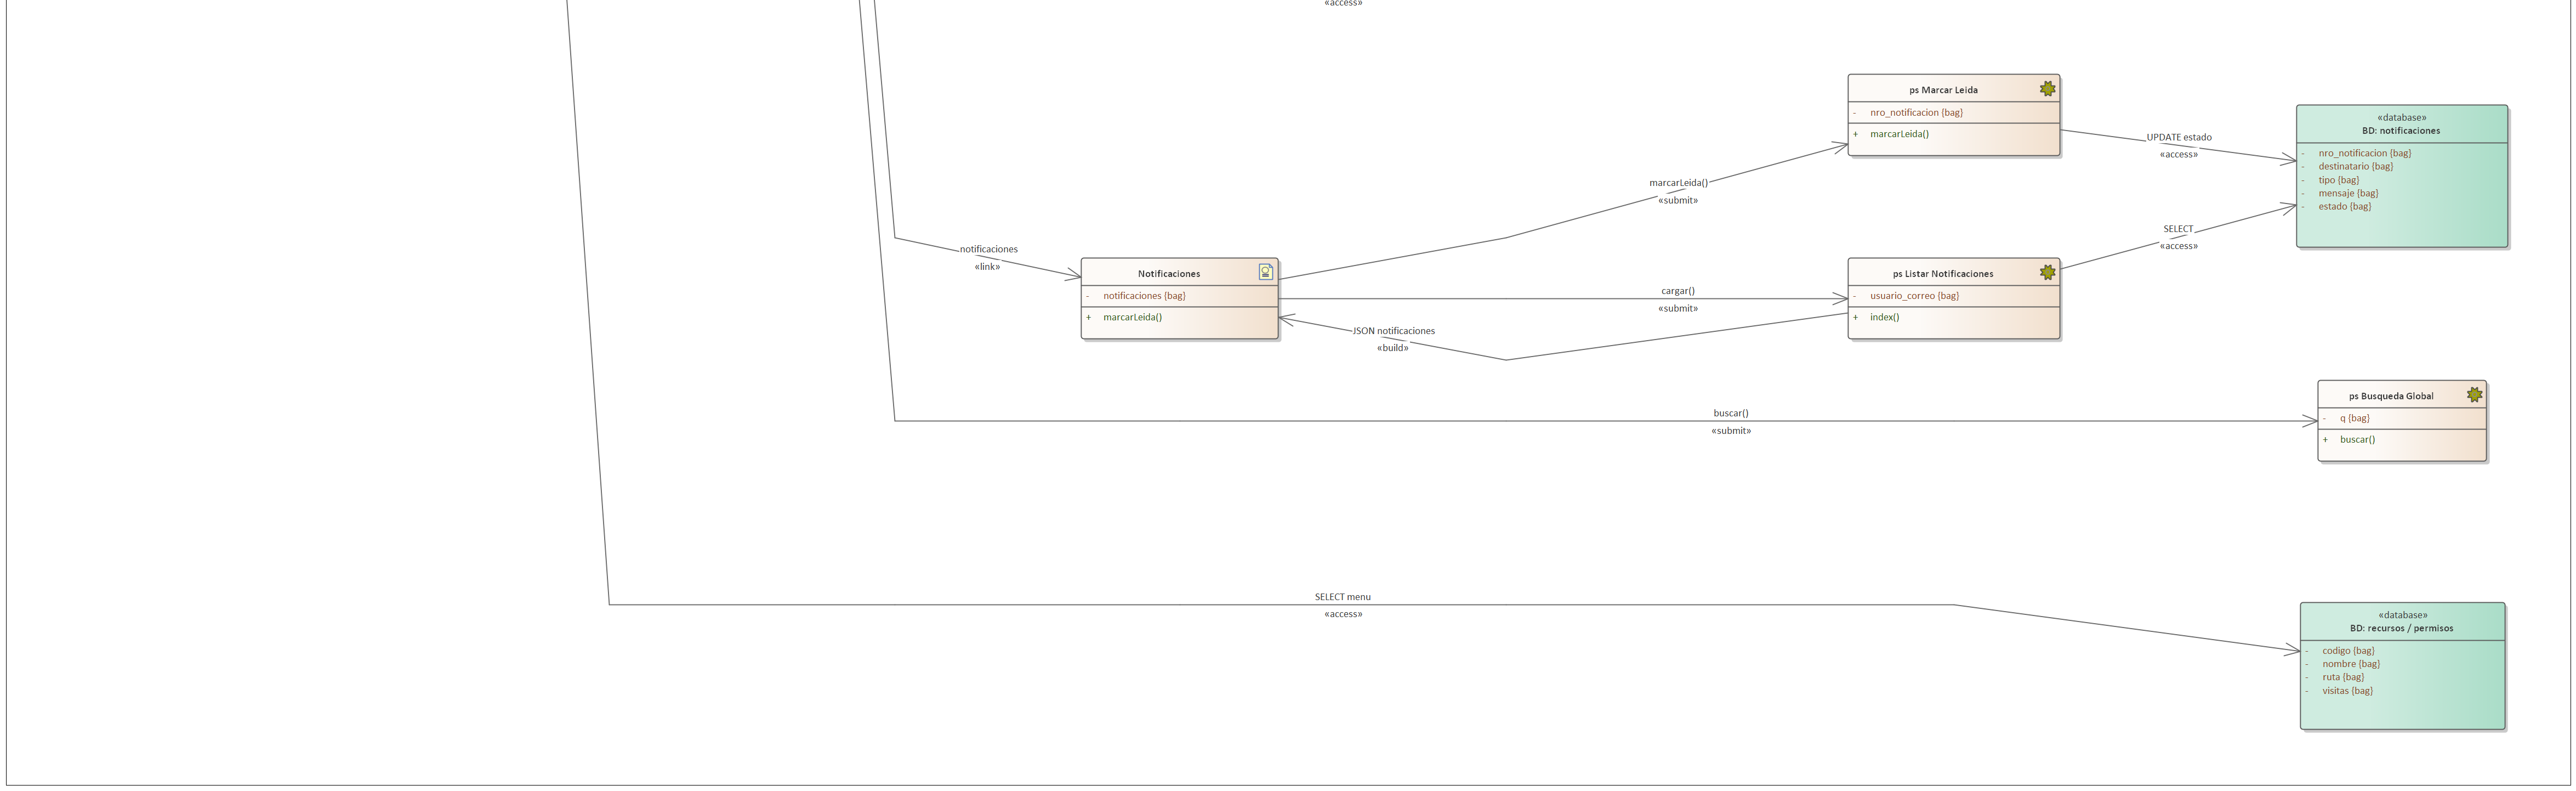 «access»
ps Marcar Leida
- nro_notificacion {bag}
+ marcarLeida()
«database»
BD: notificaciones
- nro_notificacion {bag}
- destinatario {bag}
- tipo {bag}
- mensaje {bag}
- estado {bag}
UPDATE estado
«access»
marcarLeida()
«submit»
SELECT
«access»
notificaciones
«link»
Notificaciones
- notificaciones {bag}
+ marcarLeida()
cargar()
«submit»
ps Listar Notificaciones
- usuario_correo {bag}
+ index()
JSON notificaciones
«build»
ps Busqueda Global
- q {bag}
+ buscar()
buscar()
«submit»
SELECT menu
«access»
«database»
BD: recursos / permisos
- codigo {bag}
- nombre {bag}
- ruta {bag}
- visitas {bag}